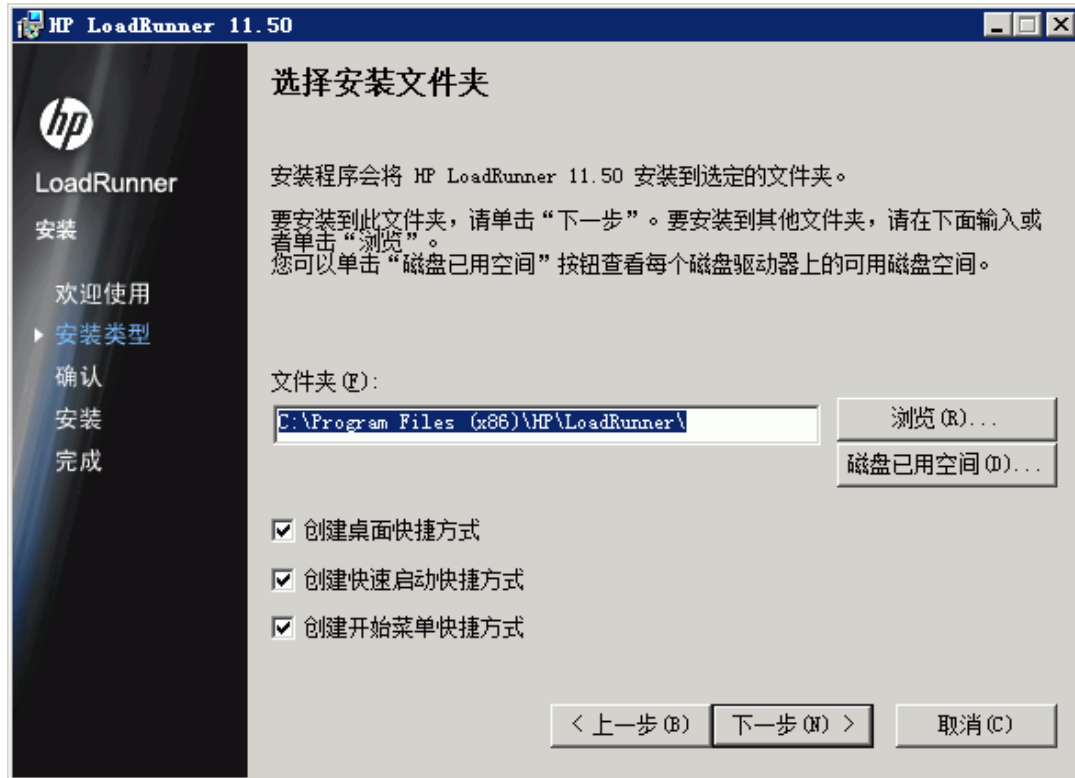 HP LoadRunner 11.50
hp
LoadRunner
安装
欢迎使用
安装类型
确认
安装
完成
选择安装文件夹
安装程序会将 HP LoadRunner 11.50 安装到选定的文件夹。
要安装到此文件夹，请单击“下一步”。要安装到其他文件夹，请在下面输入或
者单击“浏览”。
您可以单击“磁盘已用空间”按钮查看每个磁盘驱动器上的可用磁盘空间。
文件夹(F):
C:\Program Files (x86)\HP\LoadRunner\
浏览(R)...
磁盘已用空间(D)...
创建桌面快捷方式
创建快速启动快捷方式
创建开始菜单快捷方式
< 上一步(B)
下一步(N) >
取消(C)